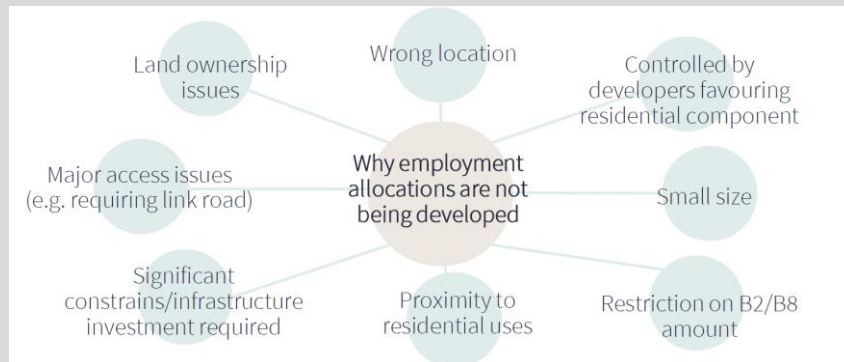 Wrong location
Land ownership
issues
Controlled by
developers favouring
residential component
Major access issues
(e.g. requiring link road)
Why employment
allocations are not
being developed
Small size
Significant
constrains/infrastructure
investment required
Proximity to
residential uses
Restriction on B2/B8
amount